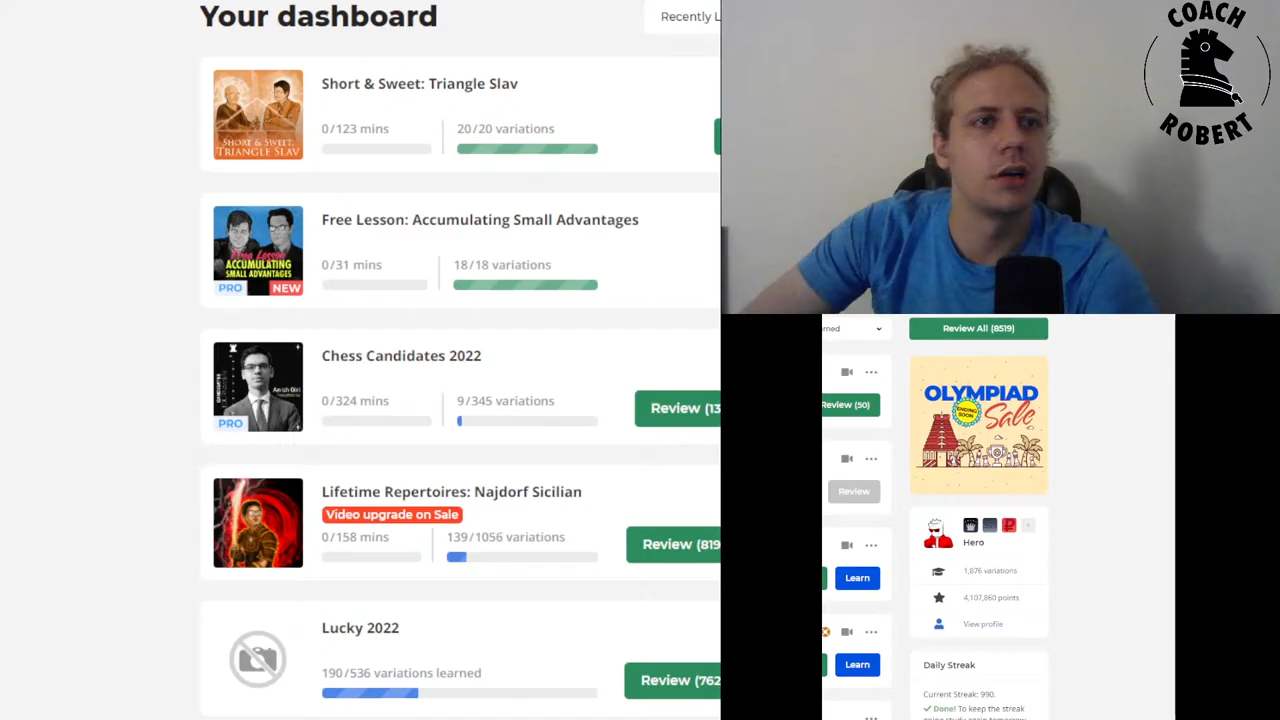 Your dashboard
Recently L
Short & Sweet: Triangle Slav
0/123 mins
20/20 variations
SHORT & SWEET:
TRIANGLE SLAV
Free Lesson: Accumulating Small Advantages
0/31 mins
18/18 variations
Free Lesson
ACCUMULATING
SMALL ADVANTAGES
PRO
NEW
Chess Candidates 2022
0/324 mins
9/345 variations
Review (13
PRO
Lifetime Repertoires: Najdorf Sicilian
Video upgrade on Sale
0/158 mins
139/1056 variations
Review (819
Lucky 2022
190/536 variations learned
Review (762
COACH
ROBERT
rned
Review All (8519)
Review (50)
Review
Learn
Learn
OLYMPIAD
ENDING
SOON
Sale
Hero
1,876 variations
4,107,860 points
View profile
Daily Streak
Current Streak: 990.
✓ Done! To keep the streak
going study again tomorrow